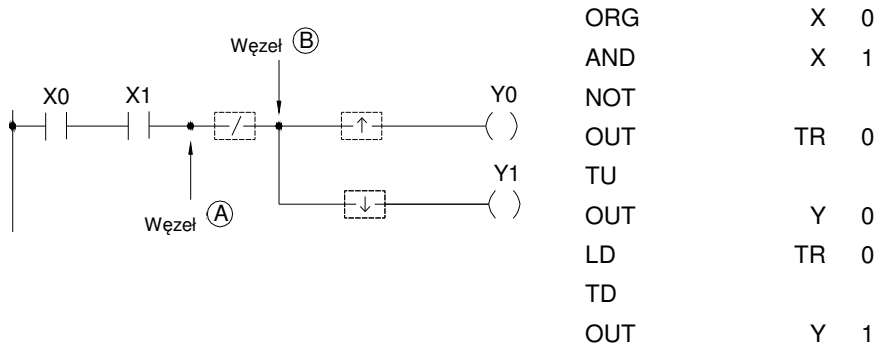 Węzeł Ⓑ
X0 X1 Y0
Y1
Węzeł Ⓐ
ORG X 0
AND X 1
NOT
OUT TR 0
TU
OUT Y 0
LD TR 0
TD
OUT Y 1